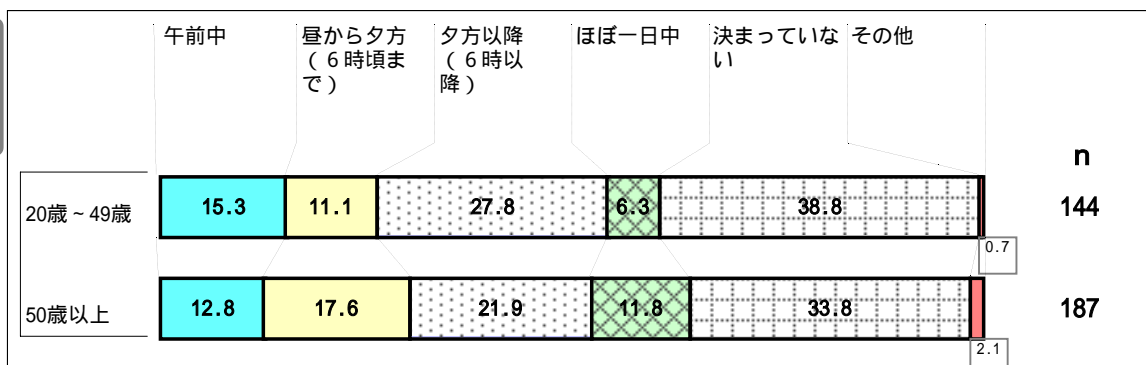 午前中
昼から夕方
（６時頃ま
で）
夕方以降
（６時以
降）
ほぼ一日中
決まっていな
い
その他
n
20歳～49歳 15.3 11.1 27.8 6.3 38.8 0.7 144
50歳以上 12.8 17.6 21.9 11.8 33.8 2.1 187